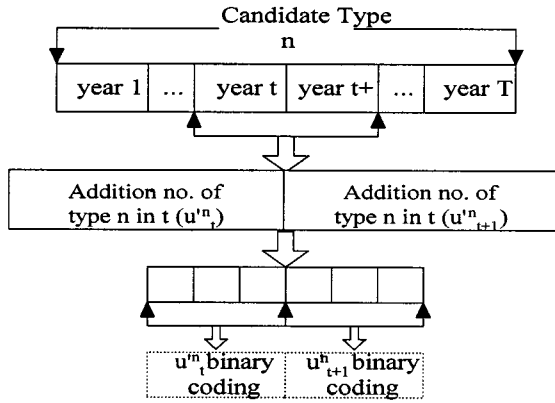 Candidate Type
n
year 1 ... year t year t+ ... year T
Addition no. of Addition no. of
type n in t (u'ⁿₜ) type n in t (u'ⁿₜ₊₁)
u'ⁿₜ binary uⁿₜ₊₁ binary
coding coding